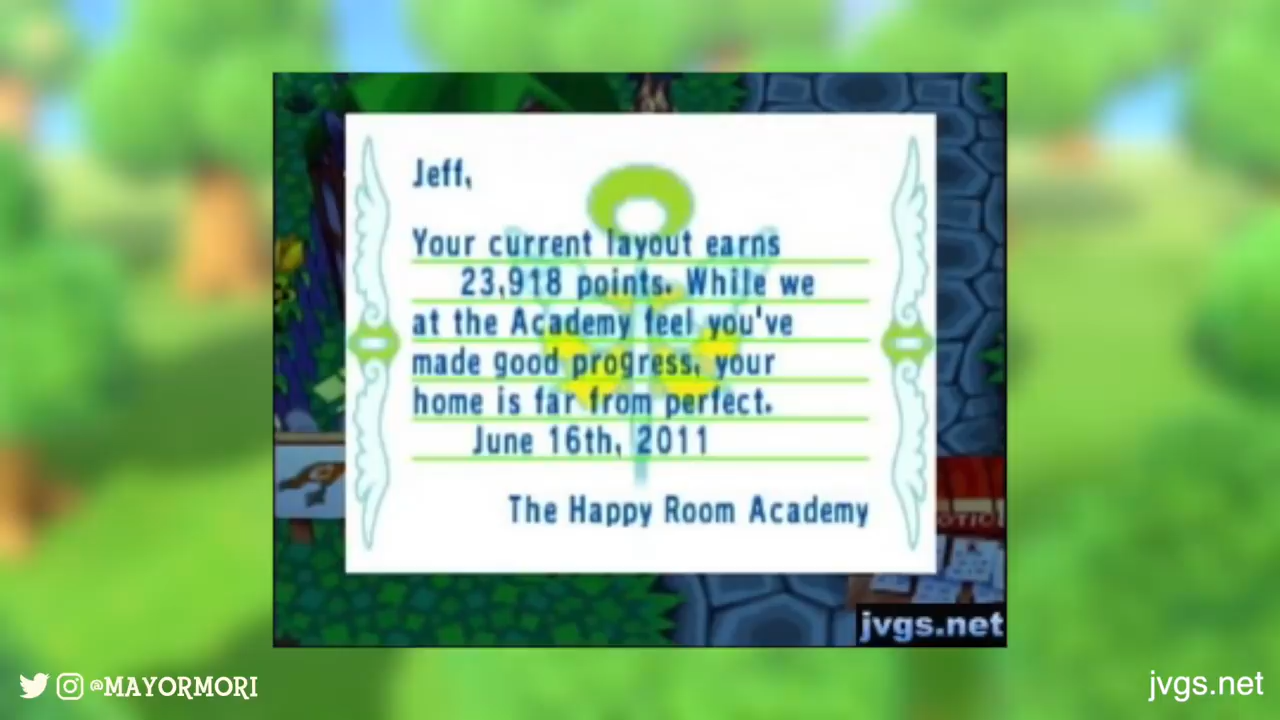 Jeff,
Your current layout earns
23,918 points. While we
at the Academy feel you've
made good progress, your
home is far from perfect.
June 16th, 2011
The Happy Room Academy
OTIC
jvgs.net
@MAYORMORI
jvgs.net